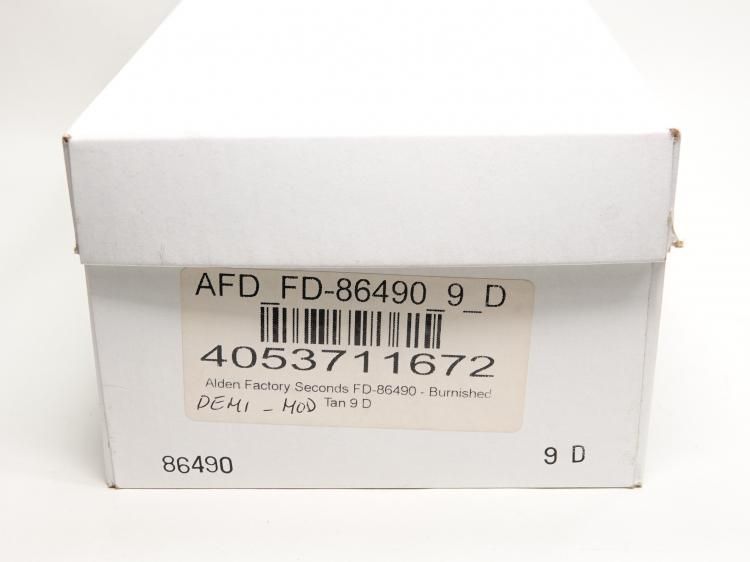 AFD_FD-86490_9_D
4053711672
Alden Factory Seconds FD-86490 - Burnished
DEMI - MOD Tan 9 D
86490 9 D